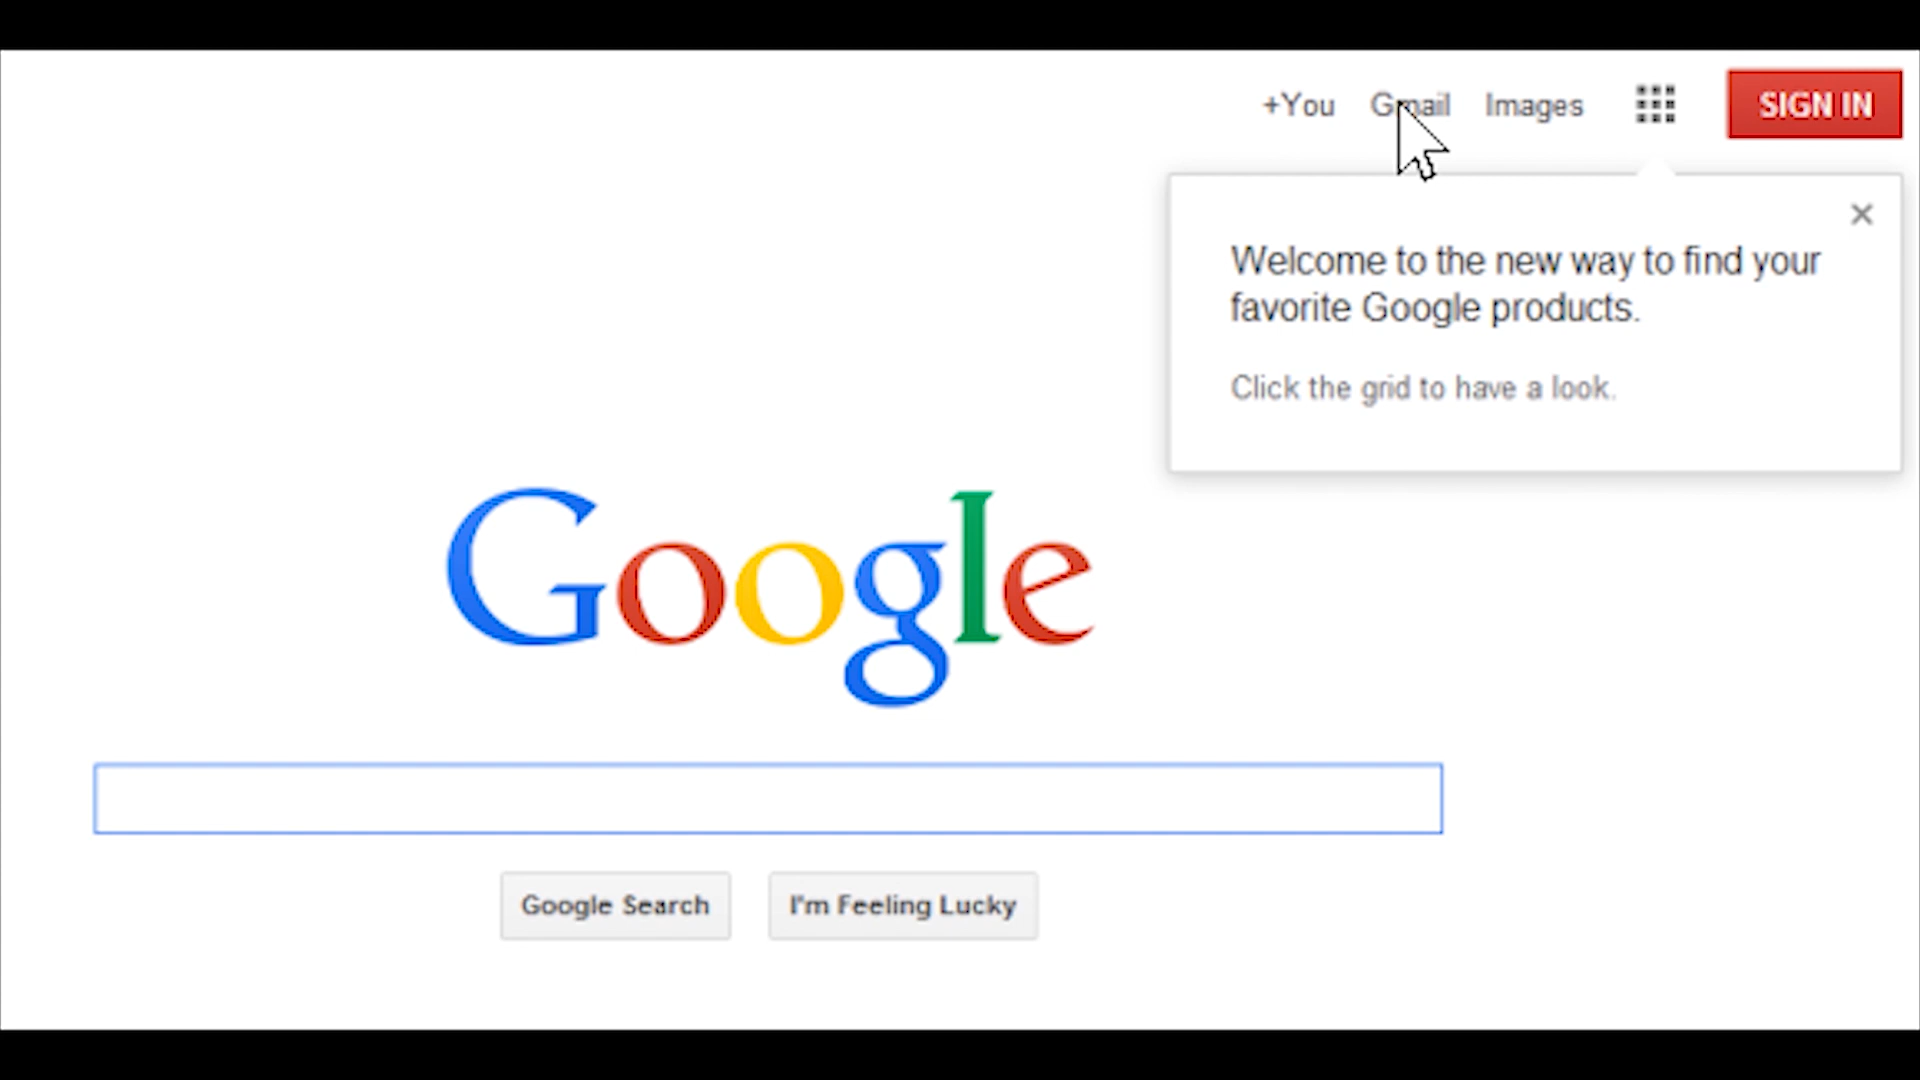 +You Gmail Images SIGN IN
Welcome to the new way to find your
favorite Google products.
Click the grid to have a look.
Google
Google Search I'm Feeling Lucky